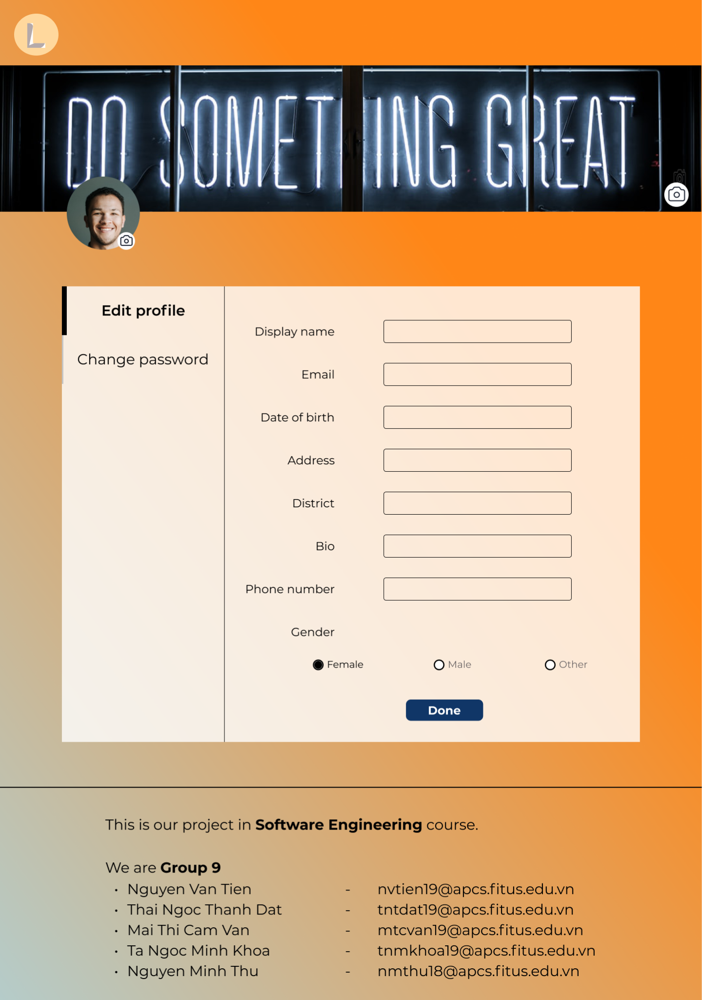 L
DO SOMETHING GREAT
Edit profile
Change password
Display name
Email
Date of birth
Address
District
Bio
Phone number
Gender
Female
Male
Other
Done
This is our project in Software Engineering course.
We are Group 9
• Nguyen Van Tien - nvtien19@apcs.fitus.edu.vn
• Thai Ngoc Thanh Dat - tntdat19@apcs.fitus.edu.vn
• Mai Thi Cam Van - mtcvan19@apcs.fitus.edu.vn
• Ta Ngoc Minh Khoa - tnmkhoa19@apcs.fitus.edu.vn
• Nguyen Minh Thu - nmthu18@apcs.fitus.edu.vn